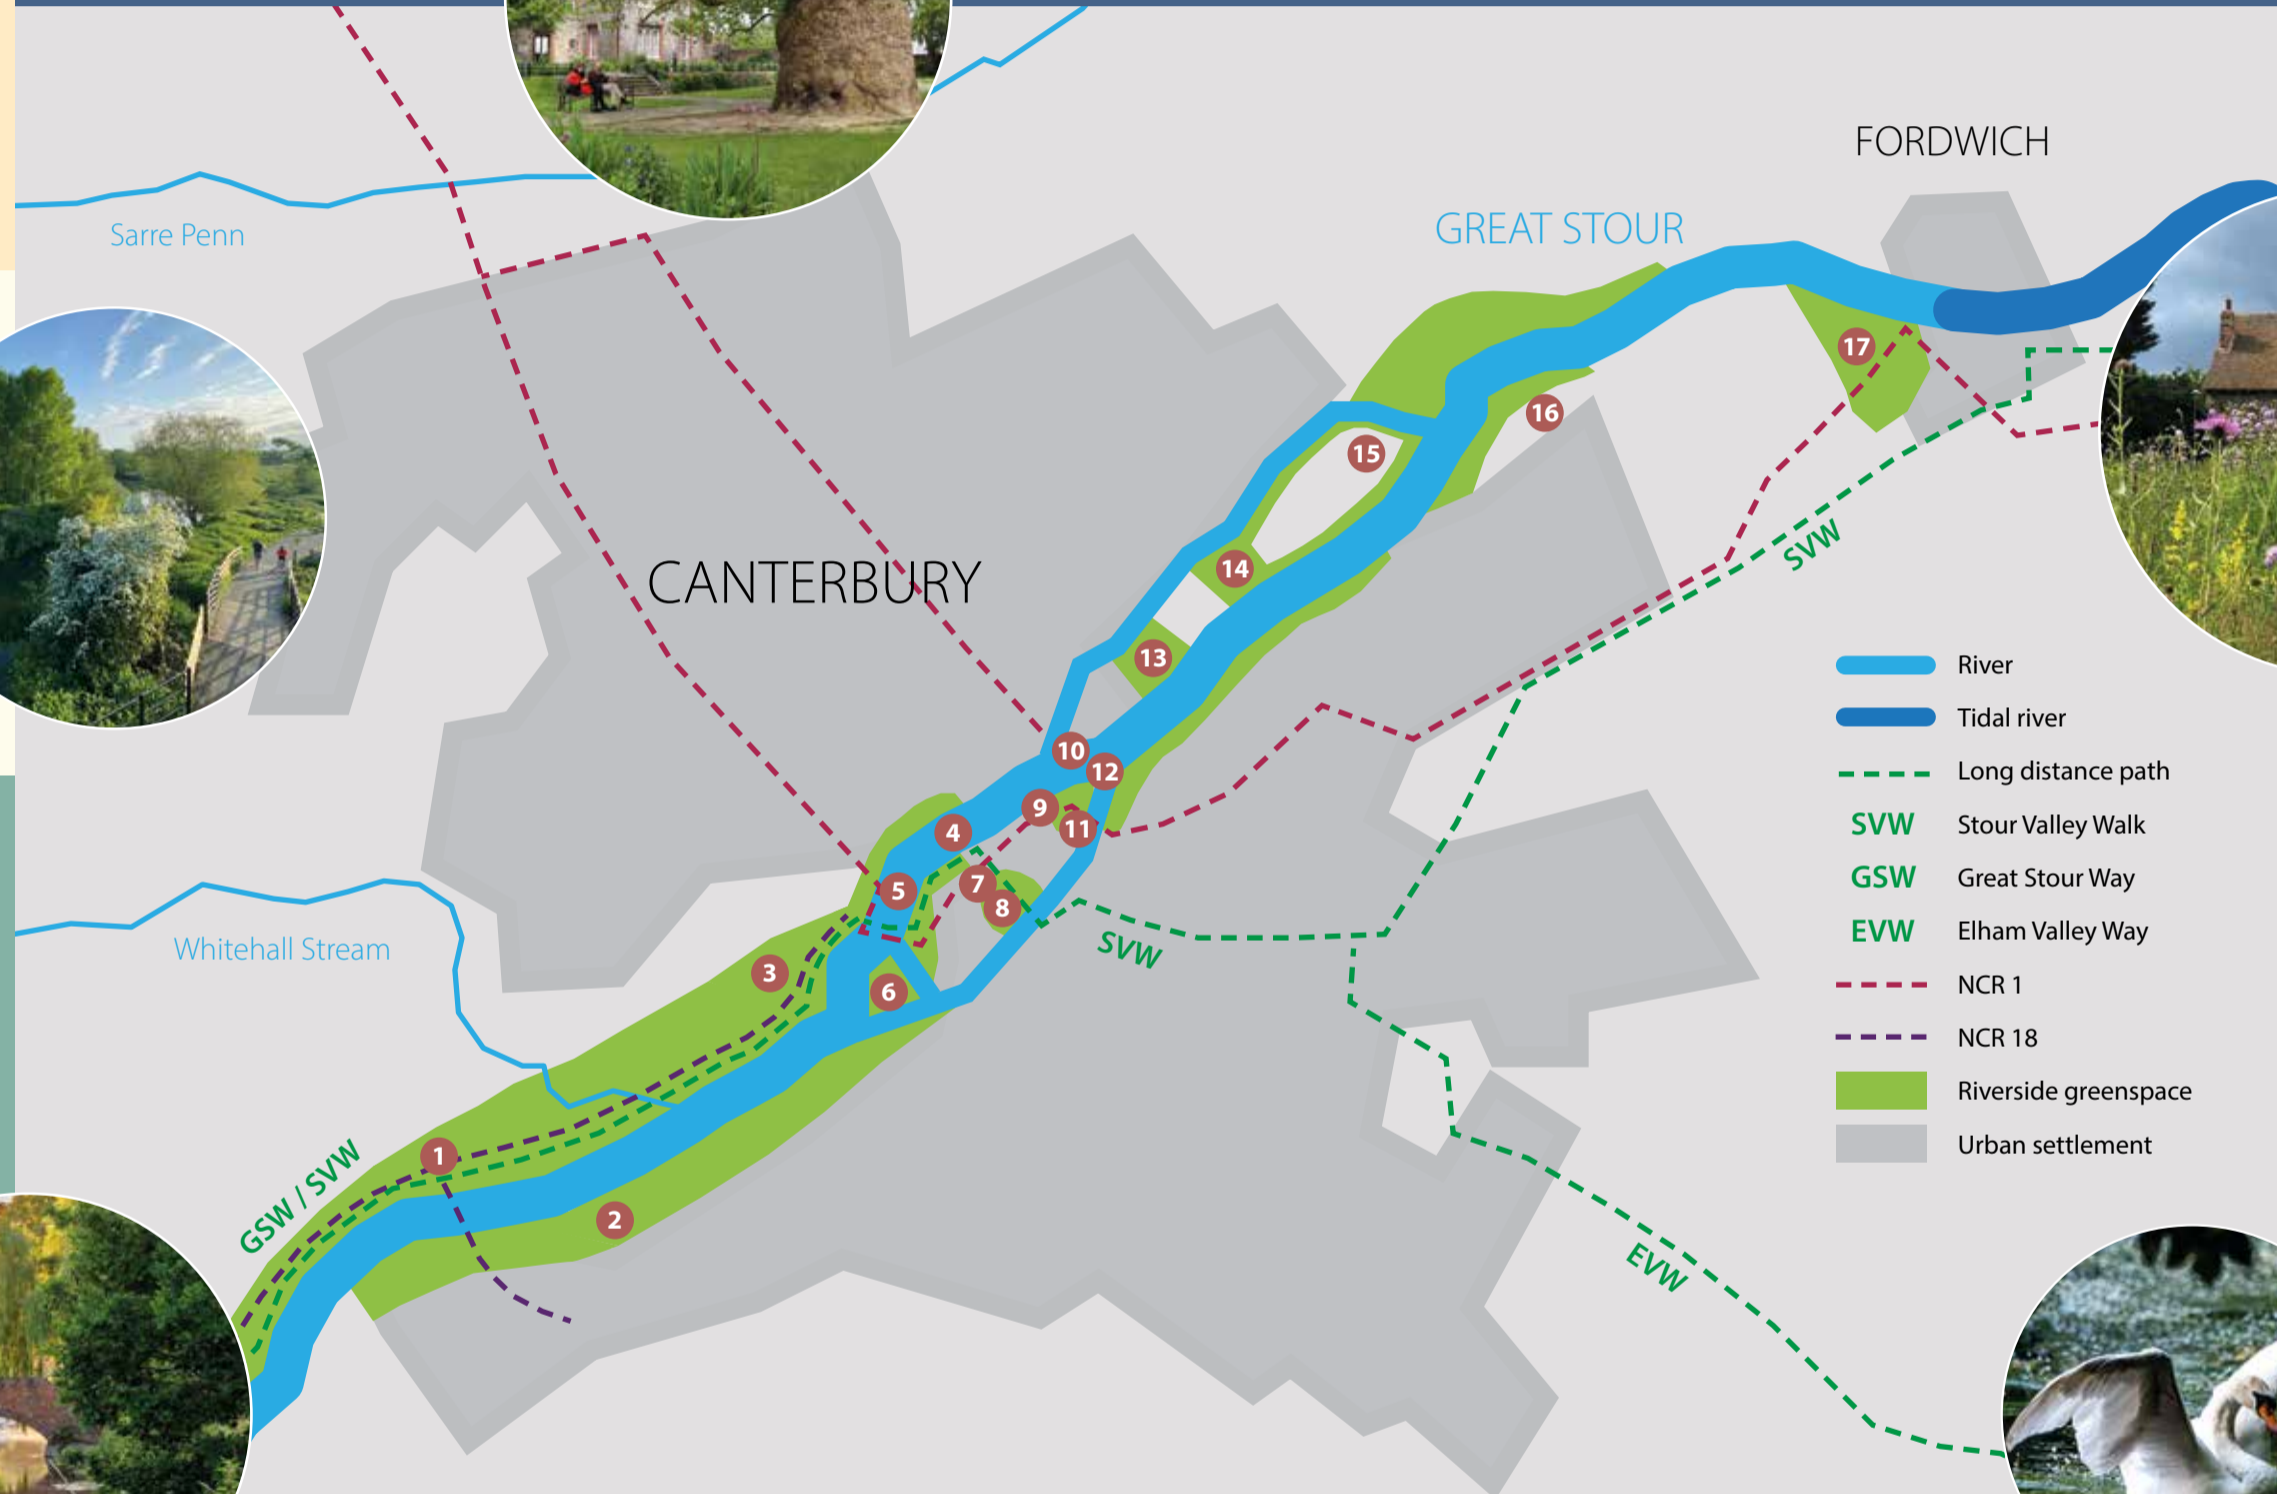 FORDWICH
GREAT STOUR
Sarre Penn
17
16
15
CANTERBURY
SVW
14
13
10
12
9
11
4
7
5
8
Whitehall Stream
SVW
3
6
1
GSW / SVW
2
EVW
River
Tidal river
Long distance path
SVW Stour Valley Walk
GSW Great Stour Way
EVW Elham Valley Way
NCR 1
NCR 18
Riverside greenspace
Urban settlement